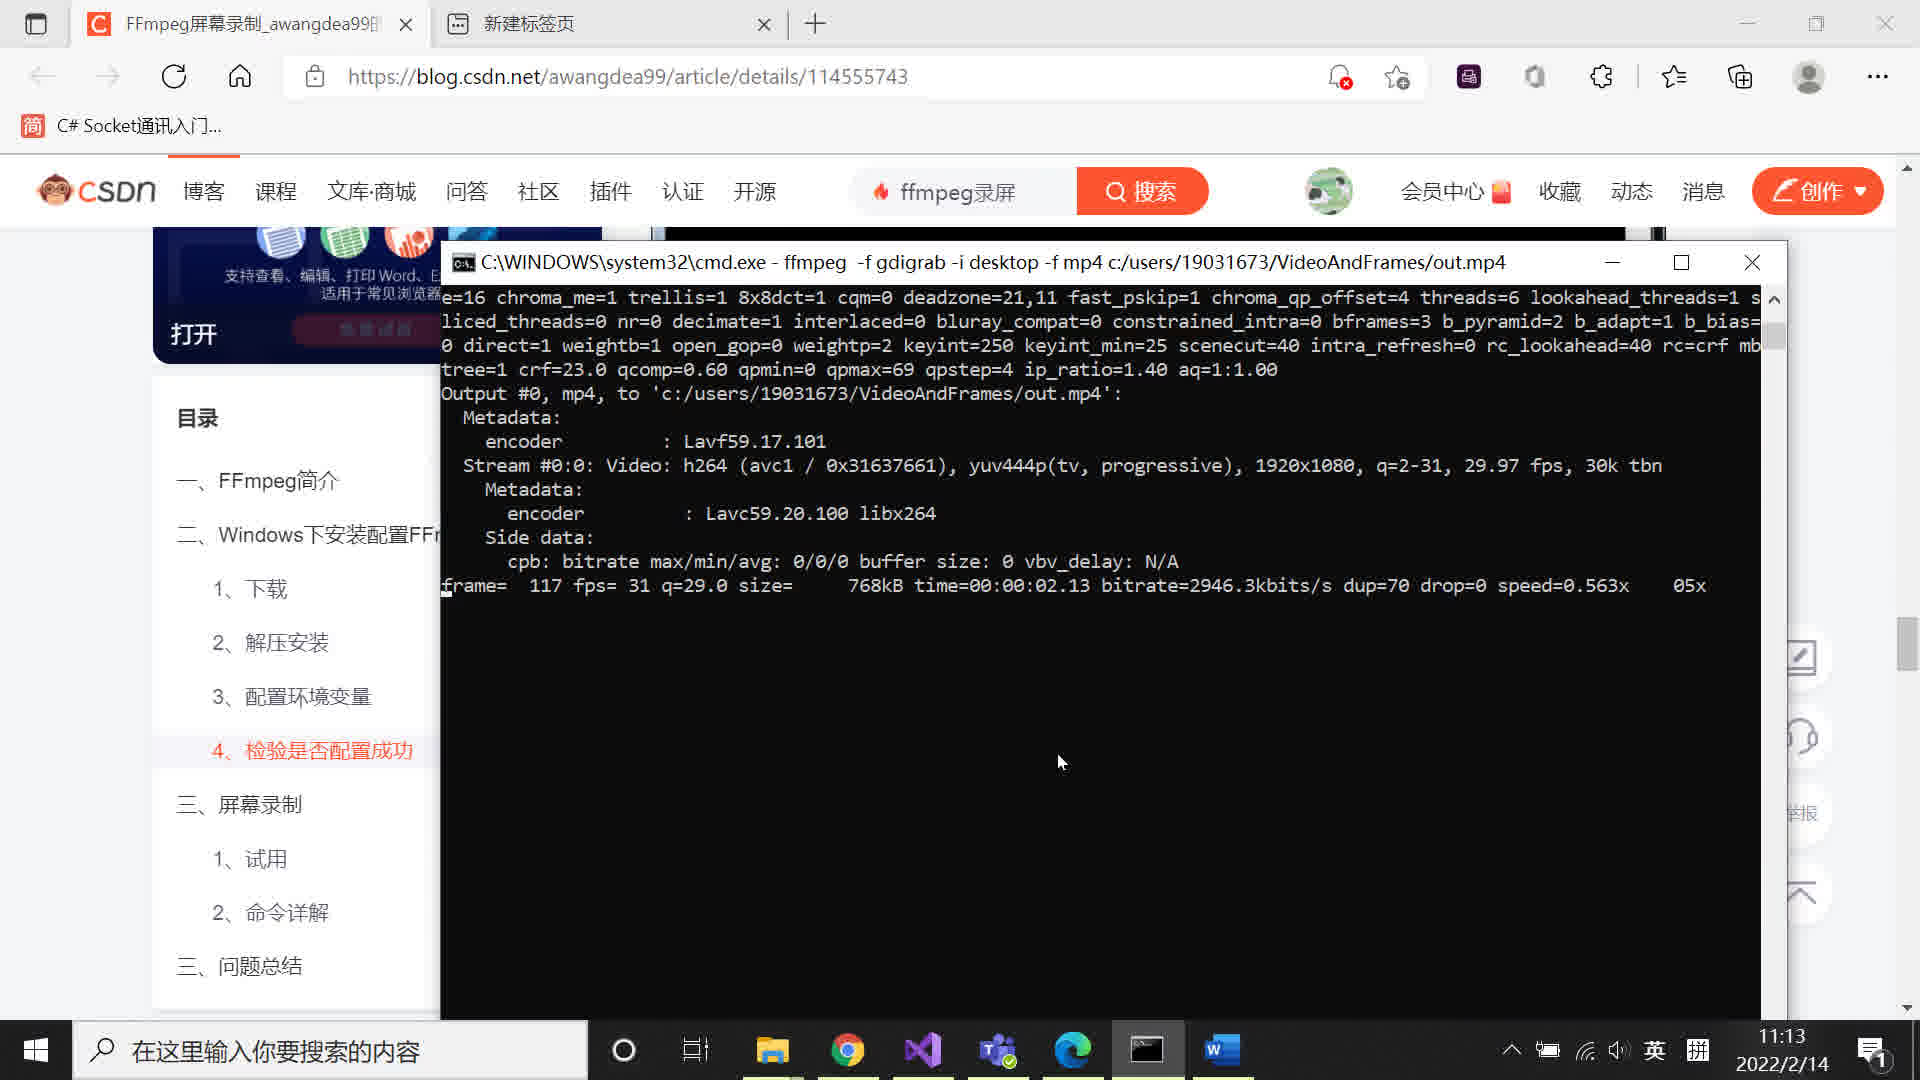 FFmpeg屏幕录制_awangdea99的
新建标签页
https://blog.csdn.net/awangdea99/article/details/114555743
简 C# Socket通讯入门...
CSDN 博客 课程 文库·商城 问答 社区 插件 认证 开源 ffmpeg录屏 搜索 会员中心 收藏 动态 消息 创作
支持查看、编辑、打印 Word、Ex
适用于常见浏览器
打开
目录
一、FFmpeg简介
二、Windows下安装配置FFm
1、下载
2、解压安装
3、配置环境变量
4、检验是否配置成功
三、屏幕录制
1、试用
2、命令详解
三、问题总结
C:\WINDOWS\system32\cmd.exe - ffmpeg  -f gdigrab -i desktop -f mp4 c:/users/19031673/VideoAndFrames/out.mp4
e=16 chroma_me=1 trellis=1 8x8dct=1 cqm=0 deadzone=21,11 fast_pskip=1 chroma_qp_offset=4 threads=6 lookahead_threads=1 s
liced_threads=0 nr=0 decimate=1 interlaced=0 bluray_compat=0 constrained_intra=0 bframes=3 b_pyramid=2 b_adapt=1 b_bias=
0 direct=1 weightb=1 open_gop=0 weightp=2 keyint=250 keyint_min=25 scenecut=40 intra_refresh=0 rc_lookahead=40 rc=crf mb
tree=1 crf=23.0 qcomp=0.60 qpmin=0 qpmax=69 qpstep=4 ip_ratio=1.40 aq=1:1.00
Output #0, mp4, to 'c:/users/19031673/VideoAndFrames/out.mp4':
Metadata:
encoder         : Lavf59.17.101
Stream #0:0: Video: h264 (avc1 / 0x31637661), yuv444p(tv, progressive), 1920x1080, q=2-31, 29.97 fps, 30k tbn
Metadata:
encoder         : Lavc59.20.100 libx264
Side data:
cpb: bitrate max/min/avg: 0/0/0 buffer size: 0 vbv_delay: N/A
frame=  117 fps= 31 q=29.0 size=     768kB time=00:00:02.13 bitrate=2946.3kbits/s dup=70 drop=0 speed=0.563x    05x
举报
在这里输入你要搜索的内容
英 拼
11:13
2022/2/14
1